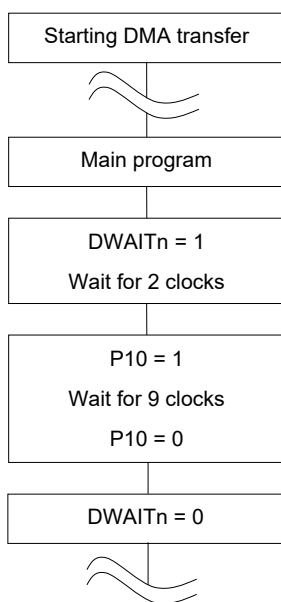 Starting DMA transfer
Main program
DWAITn = 1
Wait for 2 clocks
P10 = 1
Wait for 9 clocks
P10 = 0
DWAITn = 0